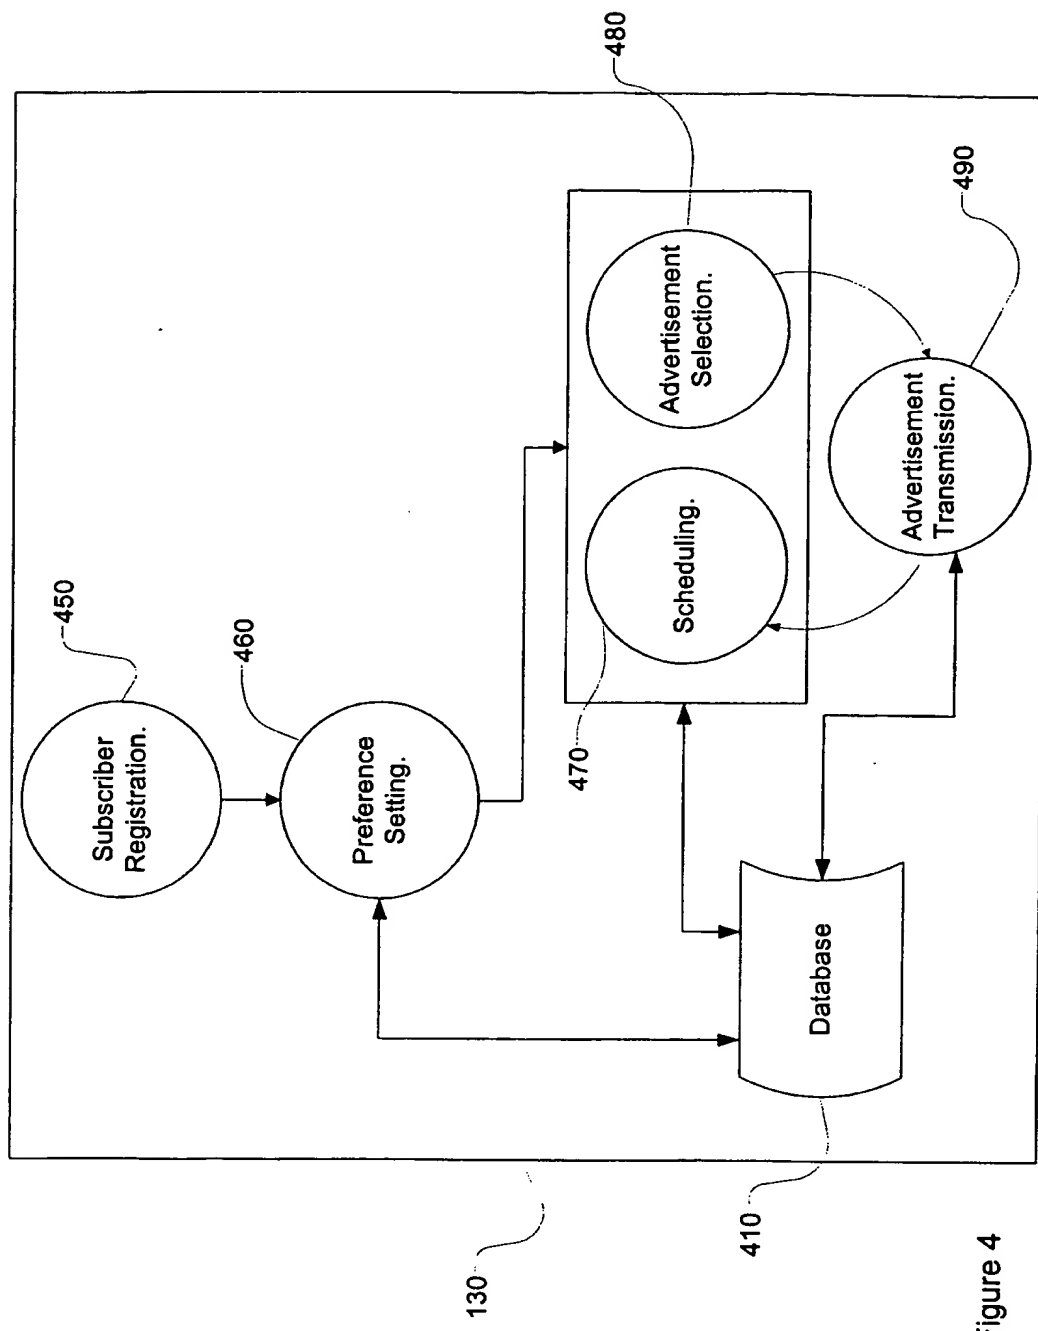 450
Subscriber
Registration.
460
Preference
Setting.
130
470
480
Scheduling.
Advertisement
Selection.
410
Database
Advertisement
Transmission.
490
igure 4